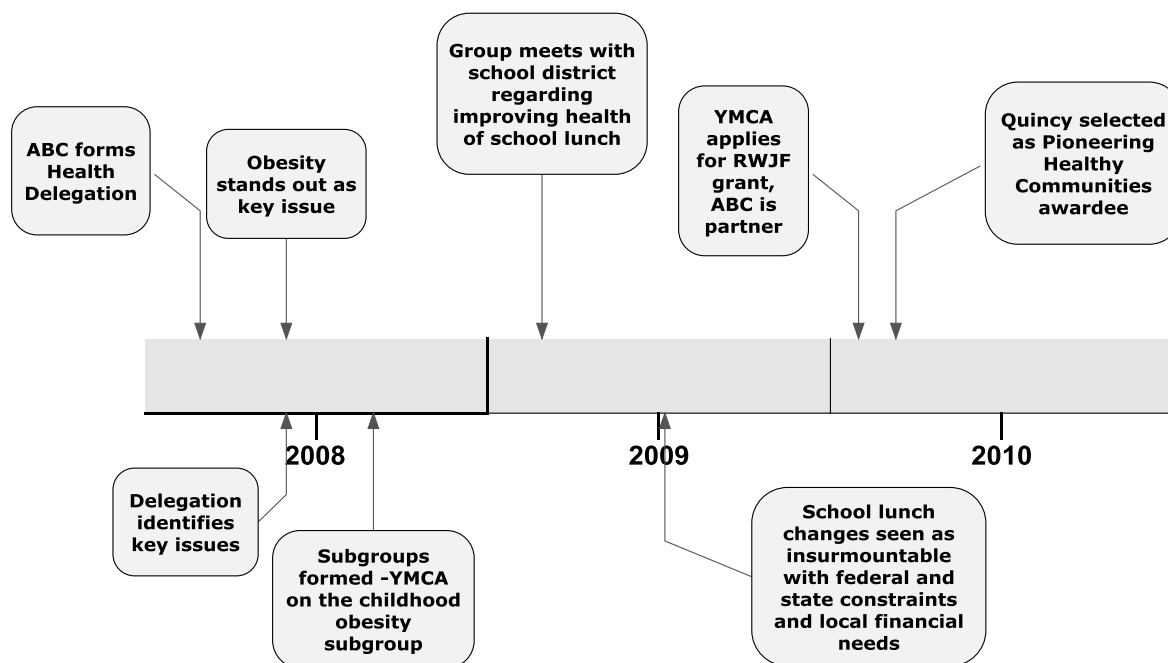 Group meets with
school district
regarding
improving health
of school lunch
YMCA
applies
for RWJF
grant,
ABC is
partner
Quincy selected
as Pioneering
Healthy
Communities
awardee
ABC forms
Health
Delegation
Obesity
stands out as
key issue
2008
2009
2010
Delegation
identifies
key issues
Subgroups
formed -YMCA
on the childhood
obesity
subgroup
School lunch
changes seen as
insurmountable
with federal and
state constraints
and local financial
needs